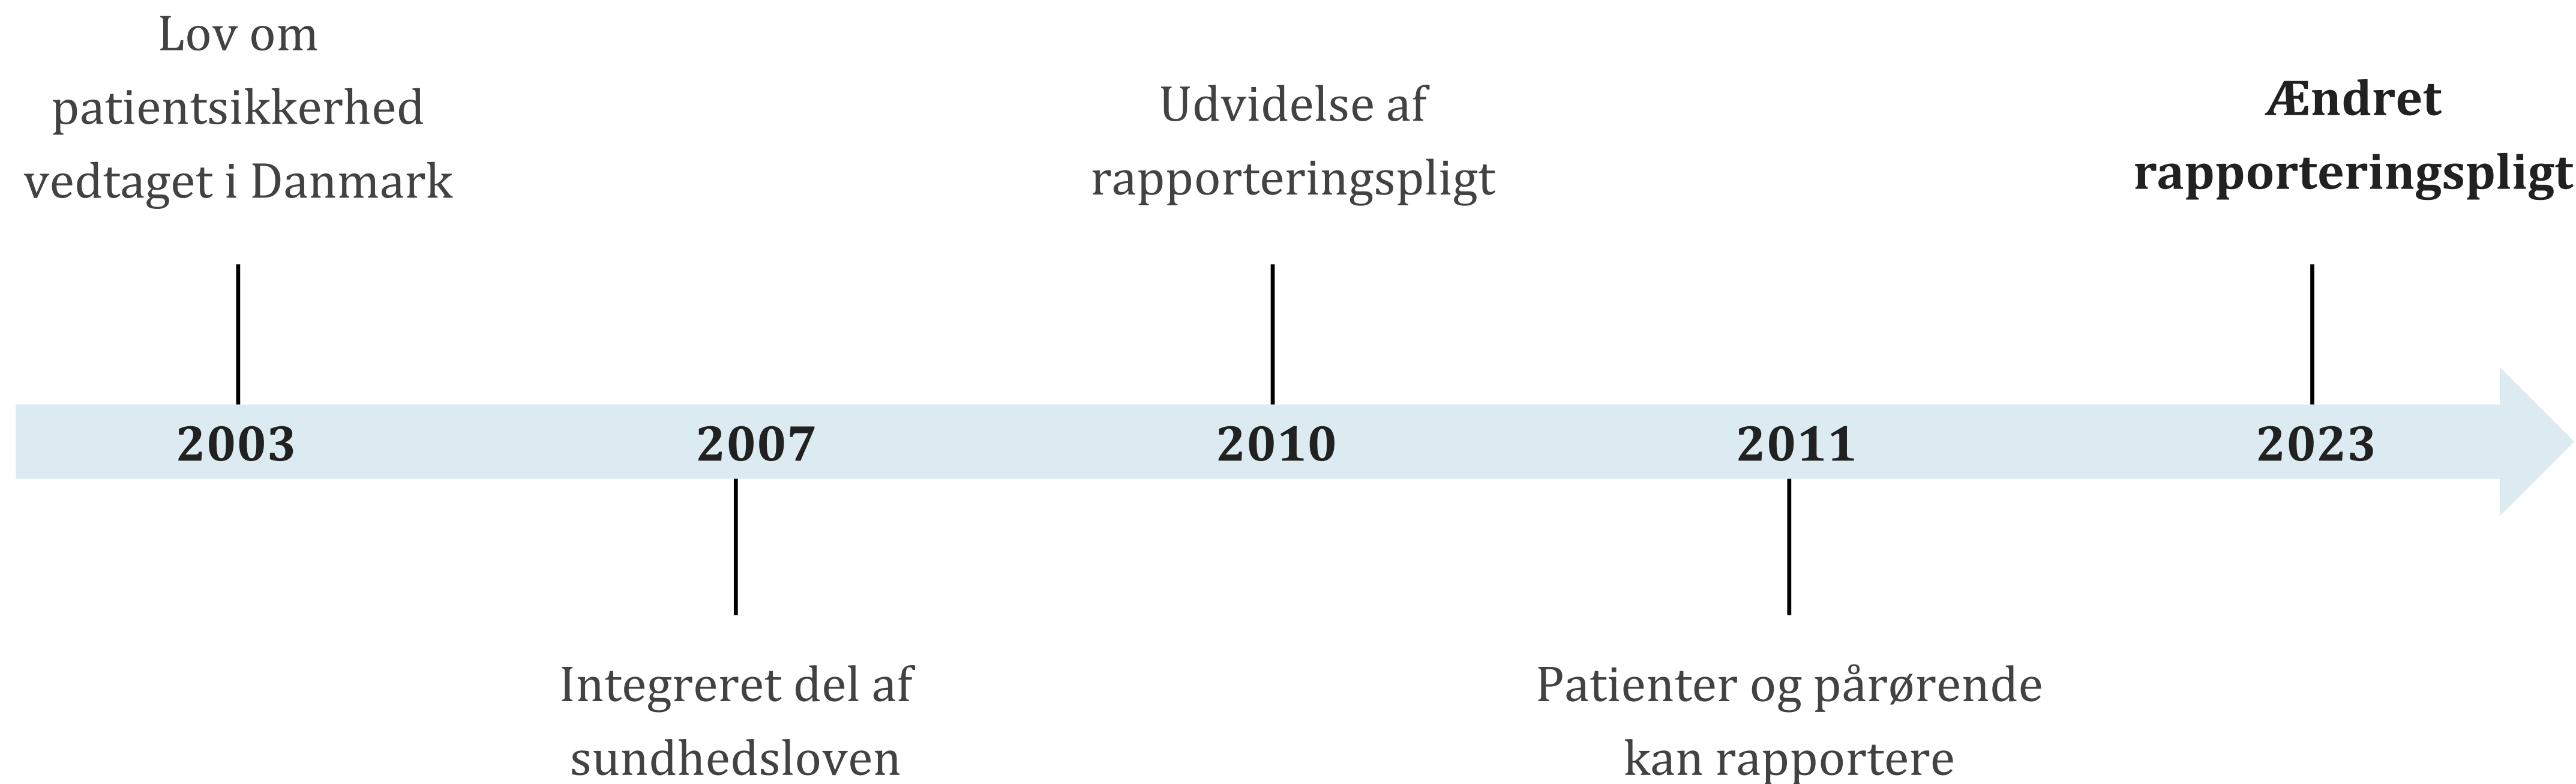 Lov om
patientsikkerhed
vedtaget i Danmark
Udvidelse af
rapporteringspligt
Ændret
rapporteringspligt
2003
2007
2010
2011
2023
Integreret del af
sundhedsloven
Patienter og pårørende
kan rapportere